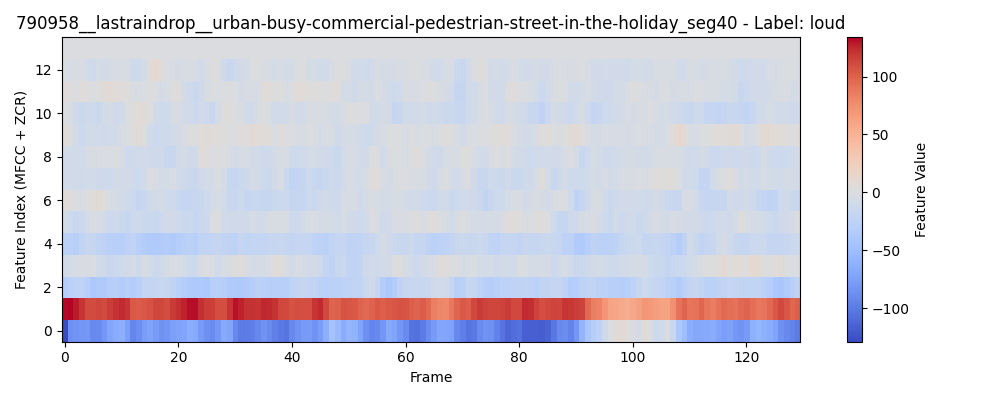 790958__lastraindrop__urban-busy-commercial-pedestrian-street-in-the-holiday_seg40 - Label: loud
Feature Index (MFCC + ZCR)
12
10
8
6
4
2
0
0 20 40 60 80 100 120
Frame
100
50
0
−50
−100
Feature Value